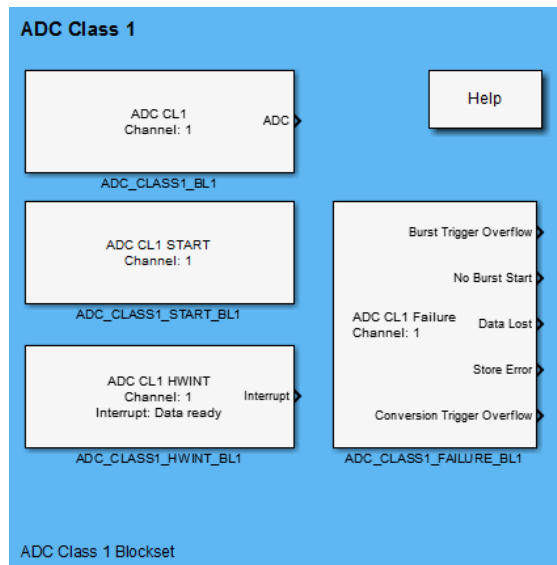 ADC Class 1
ADC CL1
Channel: 1
ADC
ADC_CLASS1_BL1
Help
ADC CL1 START
Channel: 1
ADC_CLASS1_START_BL1
ADC CL1 HWINT
Channel: 1
Interrupt: Data ready
Interrupt
ADC_CLASS1_HWINT_BL1
Burst Trigger Overflow
No Burst Start
ADC CL1 Failure
Channel: 1
Data Lost
Store Error
Conversion Trigger Overflow
ADC_CLASS1_FAILURE_BL1
ADC Class 1 Blockset